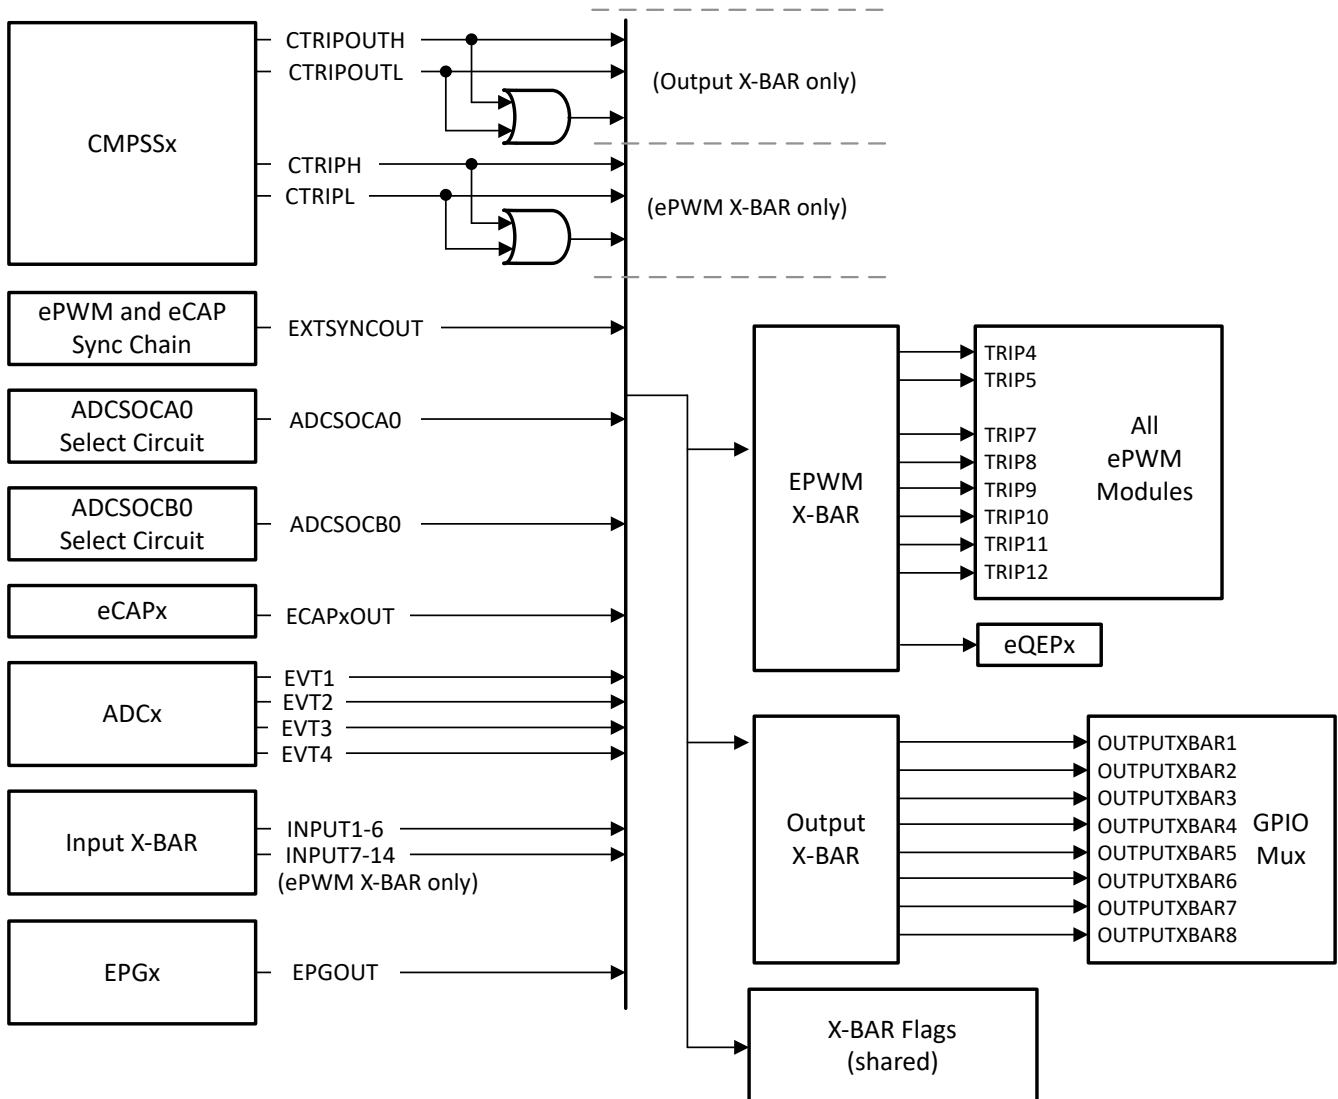 CMPSSx
CTRIPOUTH
CTRIPOUTL
CTRIPH
CTRIPL
(Output X-BAR only)
(ePWM X-BAR only)
ePWM and eCAP
Sync Chain
EXTSYNCOUT
ADCSOCA0
Select Circuit
ADCSOCA0
ADCSOCB0
Select Circuit
ADCSOCB0
eCAPx
ECAPxOUT
ADCx
EVT1
EVT2
EVT3
EVT4
Input X-BAR
INPUT1-6
INPUT7-14
(ePWM X-BAR only)
EPGx
EPGOUT
EPWM
X-BAR
TRIP4
TRIP5
TRIP7
TRIP8
TRIP9
TRIP10
TRIP11
TRIP12
All
ePWM
Modules
eQEPx
Output
X-BAR
OUTPUTXBAR1
OUTPUTXBAR2
OUTPUTXBAR3
OUTPUTXBAR4
OUTPUTXBAR5
OUTPUTXBAR6
OUTPUTXBAR7
OUTPUTXBAR8
GPIO
Mux
X-BAR Flags
(shared)